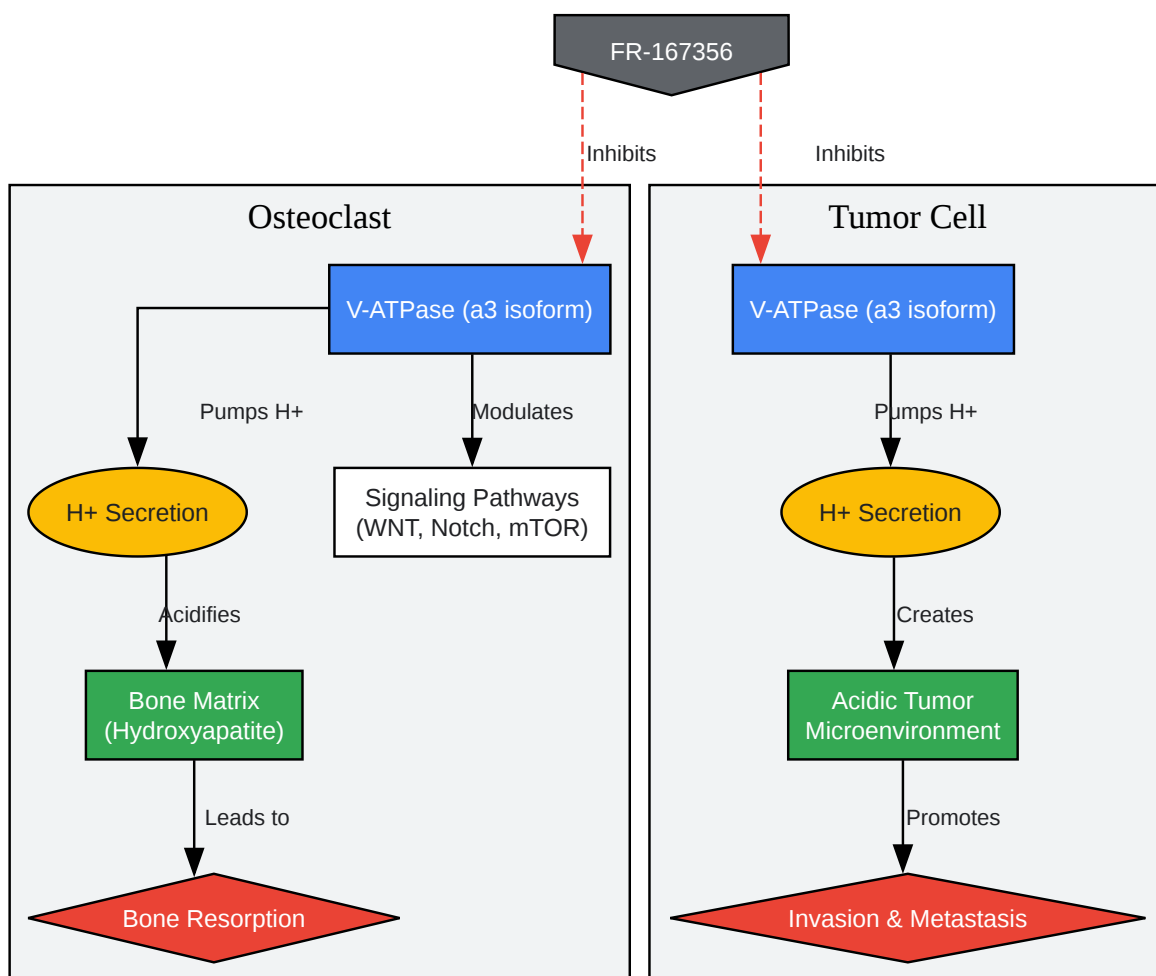 FR-167356
Inhibits
Inhibits
Osteoclast
Tumor Cell
V-ATPase (a3 isoform)
V-ATPase (a3 isoform)
Pumps H+
Modulates
Pumps H+
H+ Secretion
Signaling Pathways
(WNT, Notch, mTOR)
H+ Secretion
Acidifies
Creates
Bone Matrix
(Hydroxyapatite)
Acidic Tumor
Microenvironment
Leads to
Promotes
Bone Resorption
Invasion & Metastasis